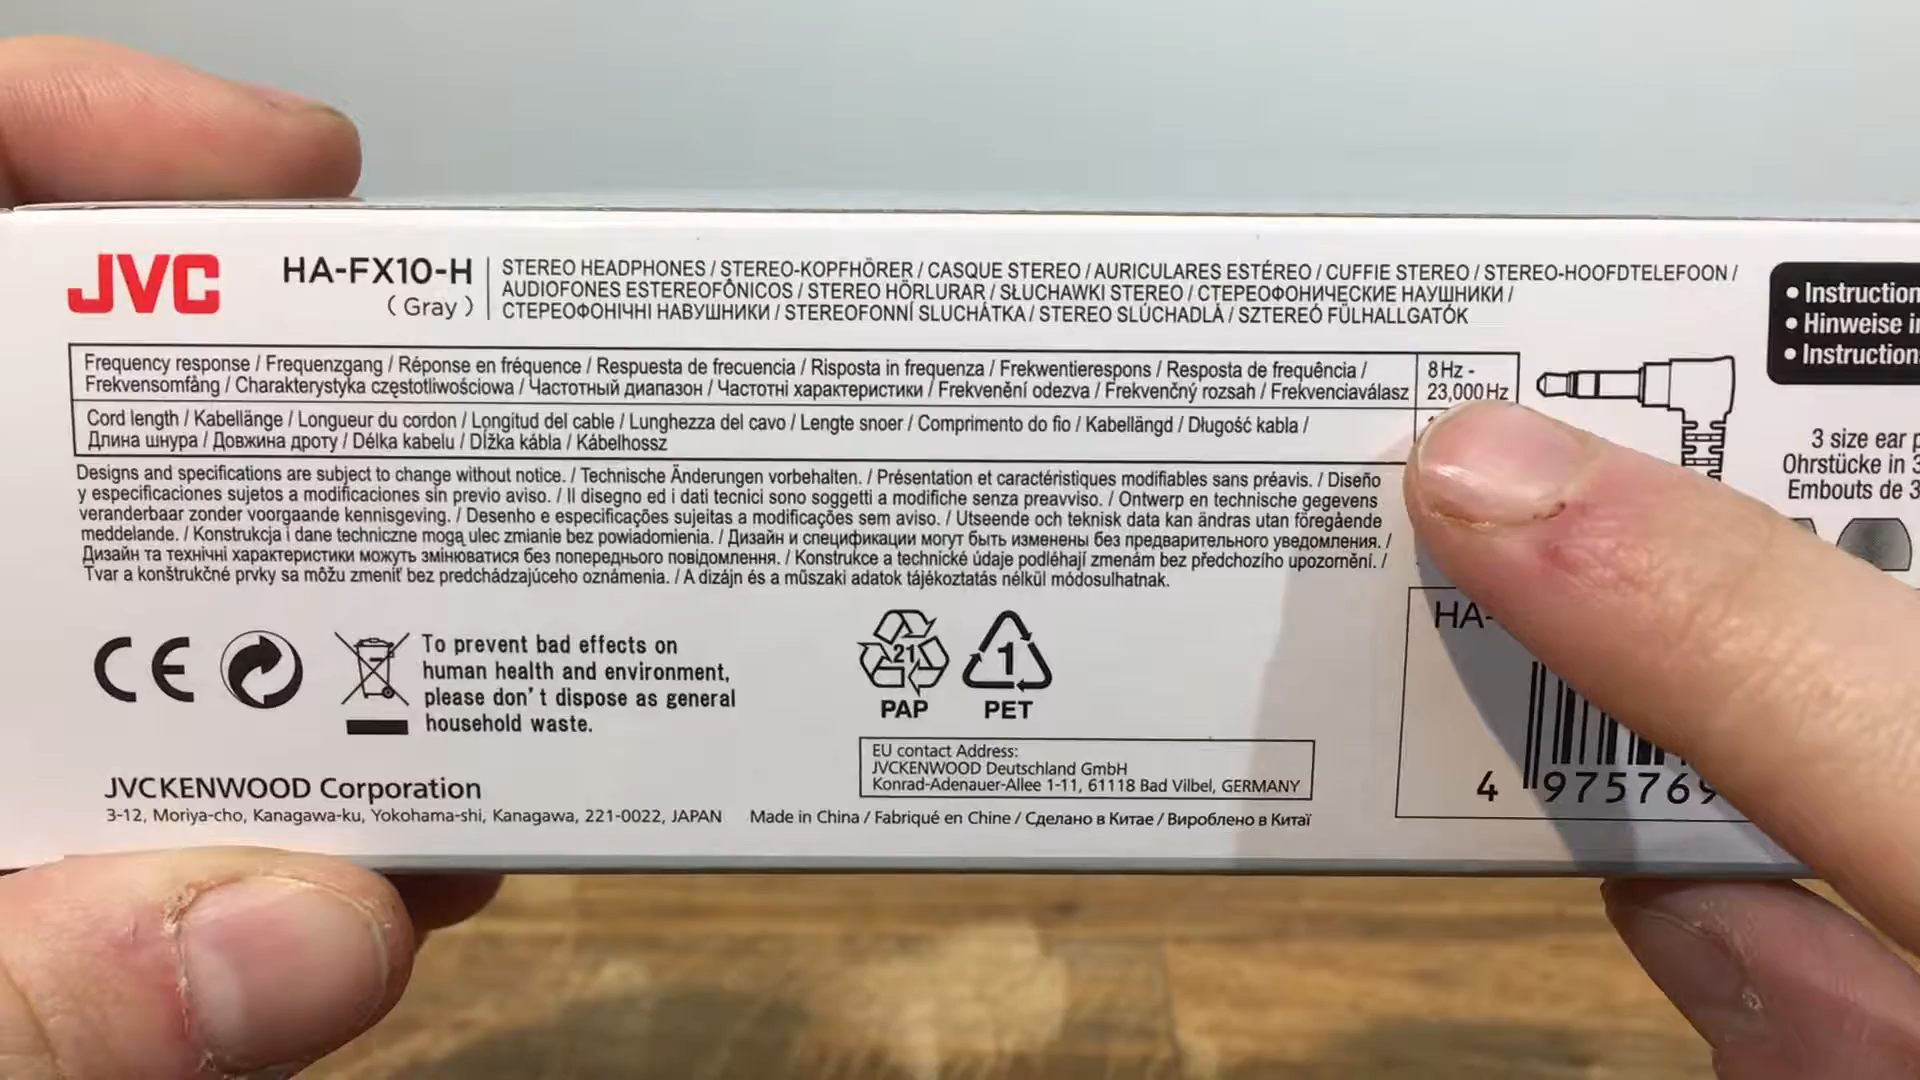 JVC
HA-FX10-H
(Gray)
STEREO HEADPHONES / STEREO-KOPFHÖRER / CASQUE STEREO / AURICULARES ESTÉREO / CUFFIE STEREO / STEREO-HOOFDTELEFOON /
AUDIOFONES ESTEREOFÔNICOS / STEREO HÖRLURAR / SŁUCHAWKI STEREO / СТЕРЕОФОНИЧЕСКИЕ НАУШНИКИ /
СТЕРЕОФОНІЧНІ НАВУШНИКИ / STEREOFONNÍ SLUCHÁTKA / STEREO SLÚCHADLÁ / SZTEREÓ FÜLHALLGATÓK
• Instruction
• Hinweise
• Instruction
Frequency response / Frequenzgang / Réponse en fréquence / Respuesta de frecuencia / Risposta in frequenza / Frekwentierespons / Resposta de frequência /
Frekvensomfång / Charakterystyka częstotliwościowa / Частотный диапазон / Частотні характеристики / Frekvenění odezva / Frekvenčný rozsah / Frekvenciaválasz
8Hz -
23,000Hz
Cord length / Kabellänge / Longueur du cordon / Longitud del cable / Lunghezza del cavo / Lengte snoer / Comprimento do fio / Kabellängd / Długość kabla /
Длина шнура / Довжина дроту / Délka kabelu / Dĺžka kábla / Kábelhossz
3 size ear
Ohrstücke in 3
Embouts de 3
Designs and specifications are subject to change without notice. / Technische Änderungen vorbehalten. / Présentation et caractéristiques modifiables sans préavis. / Diseño
y especificaciones sujetos a modificaciones sin previo aviso. / Il disegno ed i dati tecnici sono soggetti a modifiche senza preavviso. / Ontwerp en technische gegevens
veranderbaar zonder voorgaande kennisgeving. / Desenho e especificações sujeitas a modificações sem aviso. / Utseende och teknisk data kan ändras utan föregående
meddelande. / Konstrukcja i dane techniczne mogą ulec zmianie bez powiadomienia. / Дизайн и спецификации могут быть изменены без предварительного уведомления. /
Дизайн та технічні характеристики можуть змінюватися без попереднього повідомлення. / Konstrukce a technické údaje podléhají zmenám bez předchozího upozornění. /
Tvar a konštrukčné prvky sa môžu zmeniť bez predchádzajúceho oznámenia. / A dizájn és a műszaki adatok tájékoztatás nélkül módosulhatnak.
CE
To prevent bad effects on
human health and environment,
please don't dispose as general
household waste.
21
PAP
1
PET
HA-
4 975769
EU contact Address:
JVCKENWOOD Deutschland GmbH
Konrad-Adenauer-Allee 1-11, 61118 Bad Vilbel, GERMANY
JVCKENWOOD Corporation
3-12, Moriya-cho, Kanagawa-ku, Yokohama-shi, Kanagawa, 221-0022, JAPAN
Made in China / Fabriqué en Chine / Сделано в Китае / Вироблено в Китаї